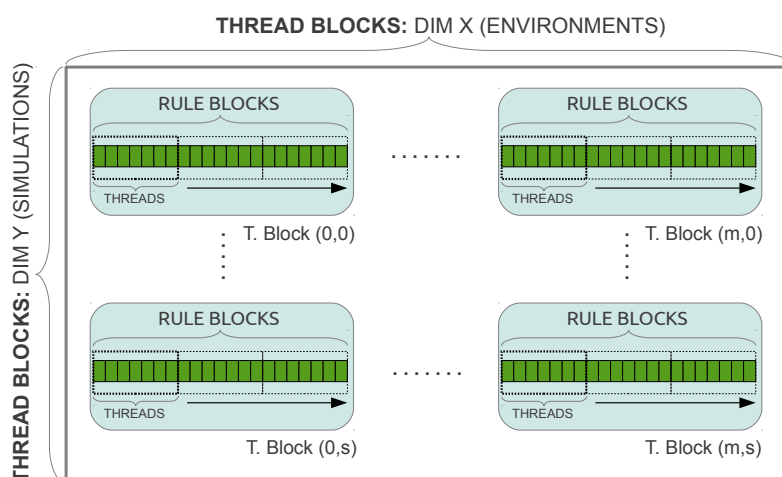 THREAD BLOCKS: DIM X (ENVIRONMENTS)
THREAD BLOCKS: DIM Y (SIMULATIONS)
RULE BLOCKS
THREADS
T. Block (0,0)
. . . . . . .
RULE BLOCKS
THREADS
T. Block (m,0)
RULE BLOCKS
THREADS
T. Block (0,s)
. . . . . . .
RULE BLOCKS
THREADS
T. Block (m,s)